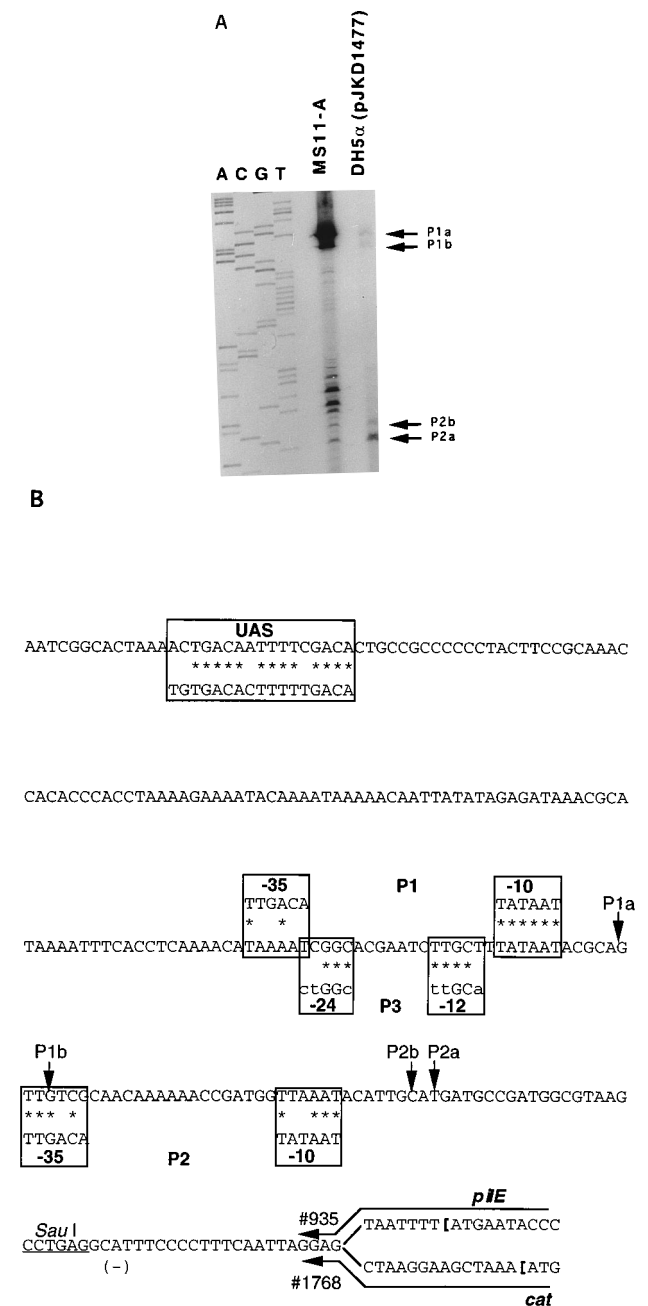 A
MS11-A
DH5α (pJKD1477)
A C G T
P1a
P1b
P2b
P2a
B
UAS
AATCGGCACTAAAACTGACAATTTTCGACACTGCCGCCCCCCTACTTCCGCAAAC
***** **** ****
TGTGACACTTTTTGACA
CACACCCACCTAAAAGAAAATACAAAATAAAAACAATTATATAGAGATAAACGCA
-35 P1 -10
TTGACA TATAAT P1a
* * ******
TAAAATTTCACCTCAAAACATAAAATCGGCACGAATCTTGCTTTATAATACGCAG
*** ****
ctGGc ttGCa
-24 P3 -12
P1b P2b P2a
TTGTCGCAACAAAAAACCGATGGTTAAATACATTGCATGATGCCGATGGCGTAAG
*** * * ***
TTGACA TATAAT
-35 P2 -10
pilE
Sau I #935 TAATTTT[ATGAATACCC
CCTGAGGCATTTCCCCTTTCAATTAGGAG
(-) CTAAGGAAGCTAAA[ATG
#1768 cat